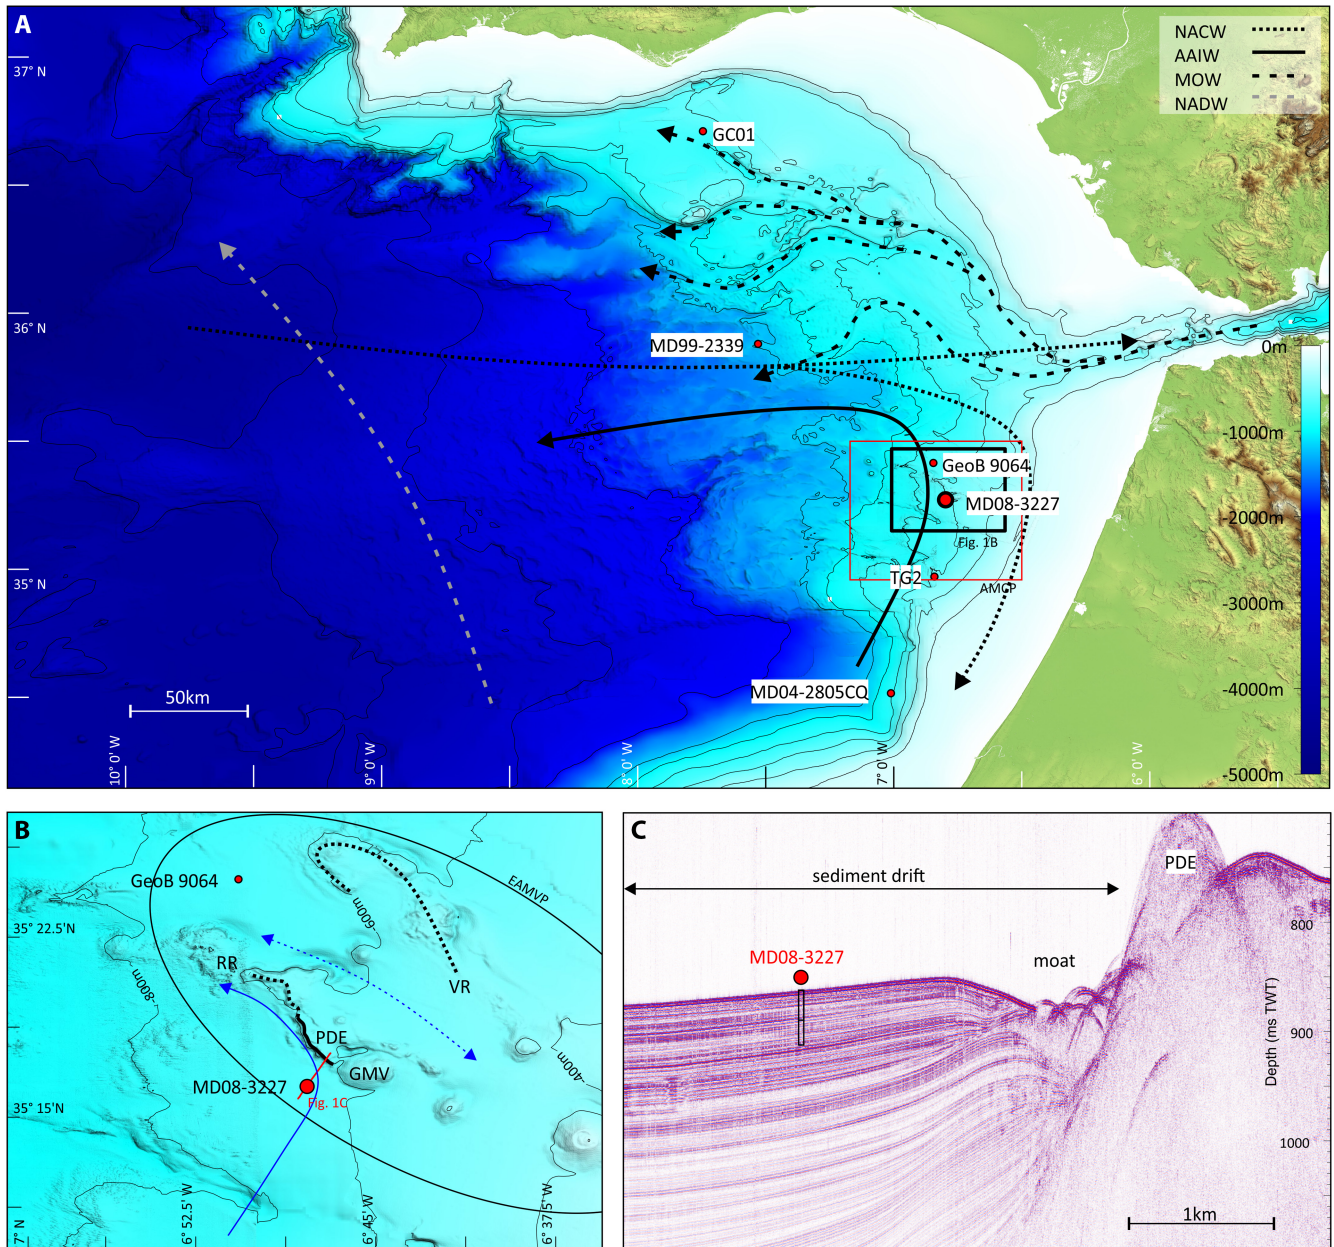 A
NACW
AAIW
MOW
NADW
37° N
GC01
36° N
MD99-2339
0m
-1000m
GeoB 9064
MD08-3227
-2000m
Fig. 1B
35° N
TG2
AMCP
-3000m
MD04-2805CQ
-4000m
50km
-5000m
10° 0' W
9° 0' W
8° 0' W
7° 0' W
6° 0' W
B
GeoB 9064
EAMVP
-600m
35° 22.5'N
RR
-800m
VR
PDE
GMV
-400m
MD08-3227
Fig. 1C
35° 15'N
7° N
6° 52.5' W
6° 45' W
6° 37.5' W
C
PDE
sediment drift
800
MD08-3227
moat
Depth (ms TWT)
900
1000
1km